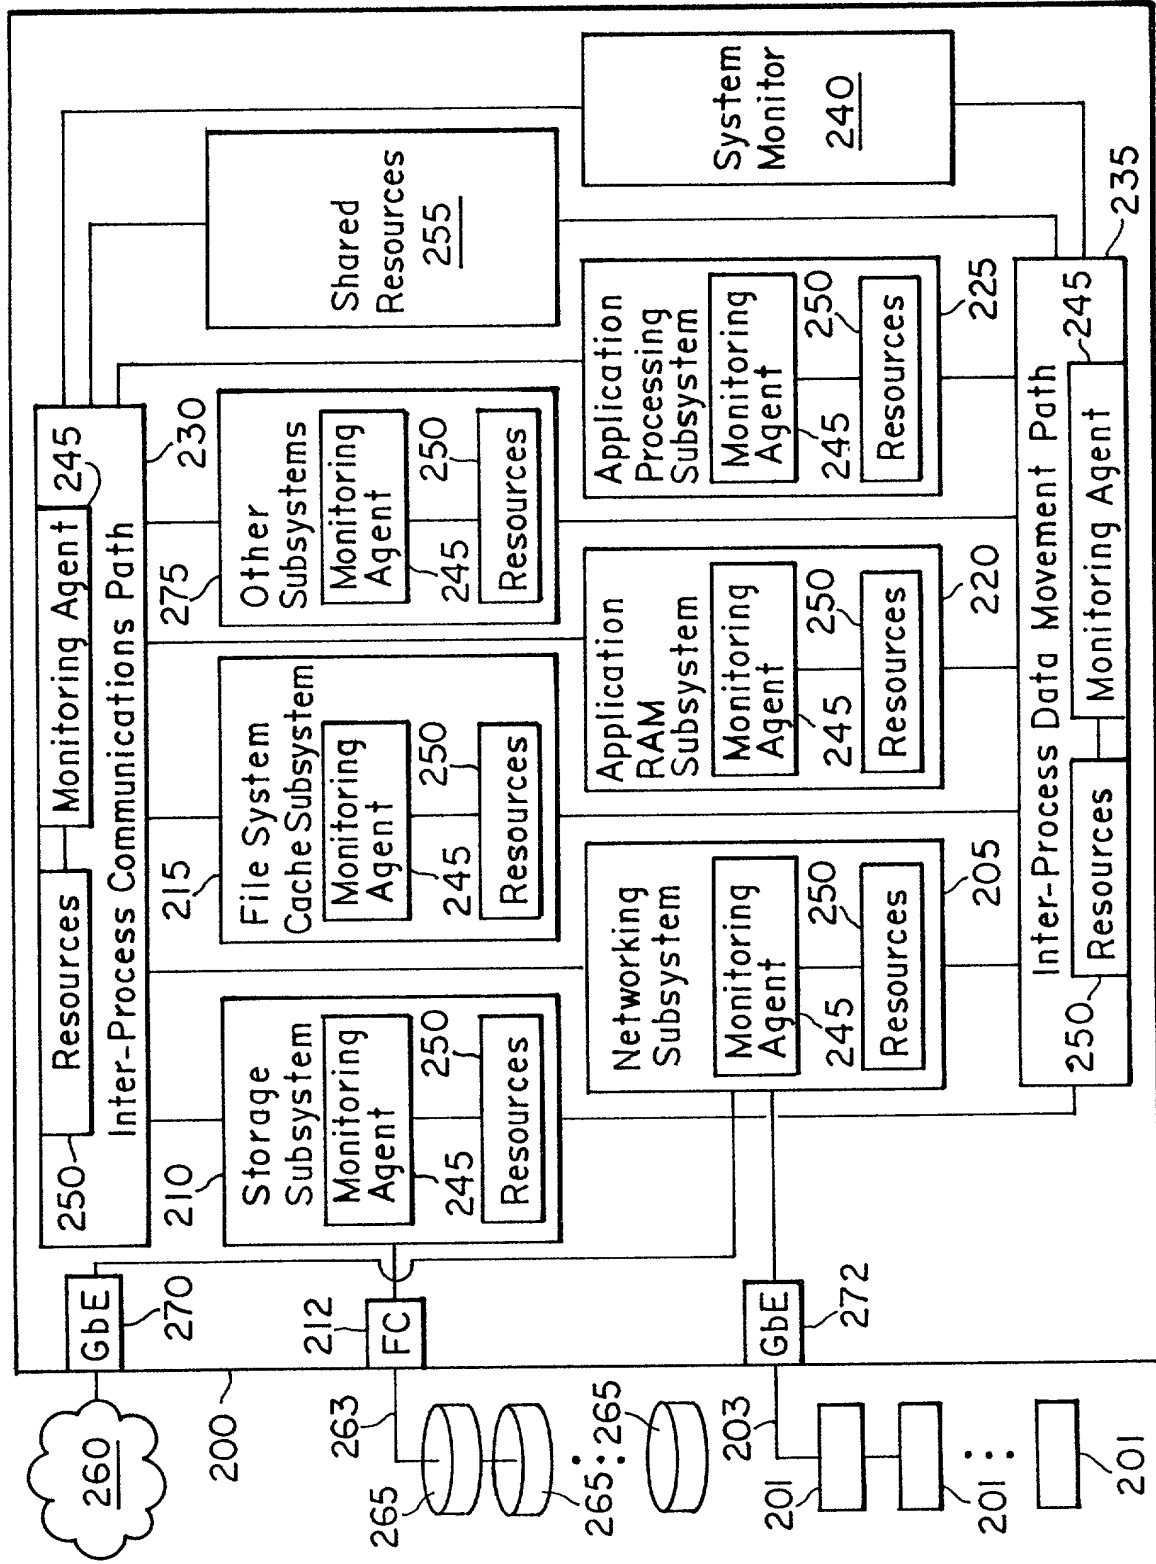 260
GbE
270
200
250
Resources
Monitoring Agent
245
Inter-Process Communications Path
230
210
Storage
Subsystem
Monitoring
Agent
245
250
Resources
215
File System
Cache Subsystem
Monitoring
Agent
245
250
Resources
275
Other
Subsystems
Monitoring
Agent
245
250
Resources
Shared
Resources
255
212
FC
263
265
265
265
Networking
Subsystem
Monitoring
Agent
245
250
Resources
205
Application
RAM
Subsystem
Monitoring
Agent
245
250
Resources
220
Application
Processing
Subsystem
Monitoring
Agent
245
250
Resources
225
System
Monitor
240
GbE
272
203
201
201
201
Inter-Process Data Movement Path
235
250
Resources
Monitoring Agent
245